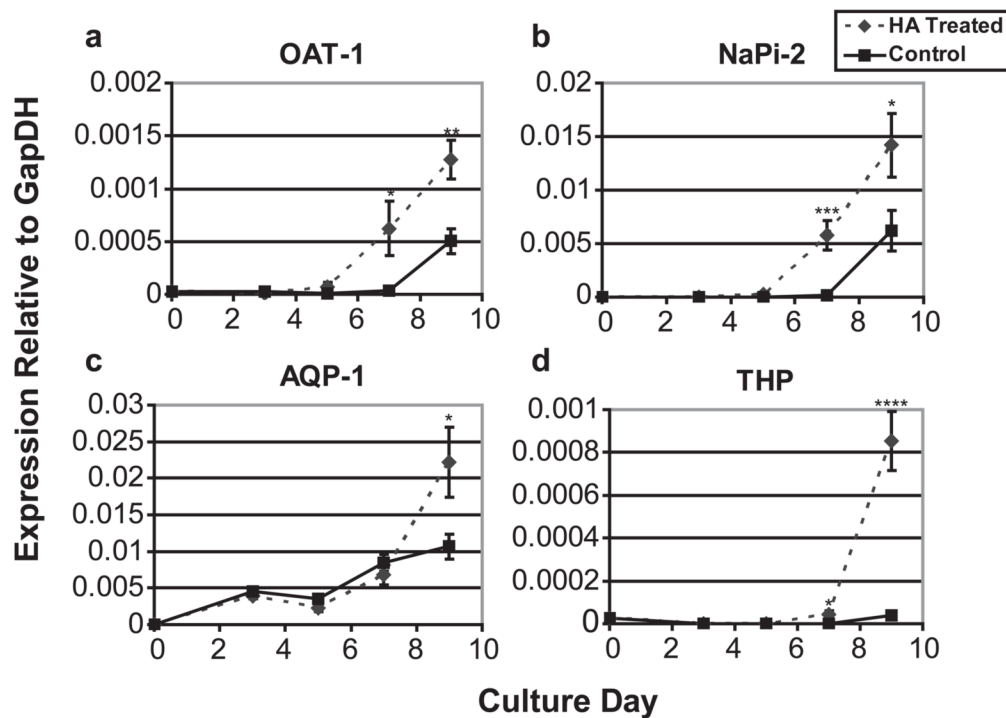 HA Treated
Control
a
OAT-1
0.002
0.0015
0.001
0.0005
0
0 2 4 6 8 10
*
**
b
NaPi-2
0.02
0.015
0.01
0.005
0
0 2 4 6 8 10
***
*
c
AQP-1
0.03
0.025
0.02
0.015
0.01
0.005
0
0 2 4 6 8 10
*
d
THP
0.001
0.0008
0.0006
0.0004
0.0002
0
0 2 4 6 8 10
*
****
Expression Relative to GapDH
Culture Day